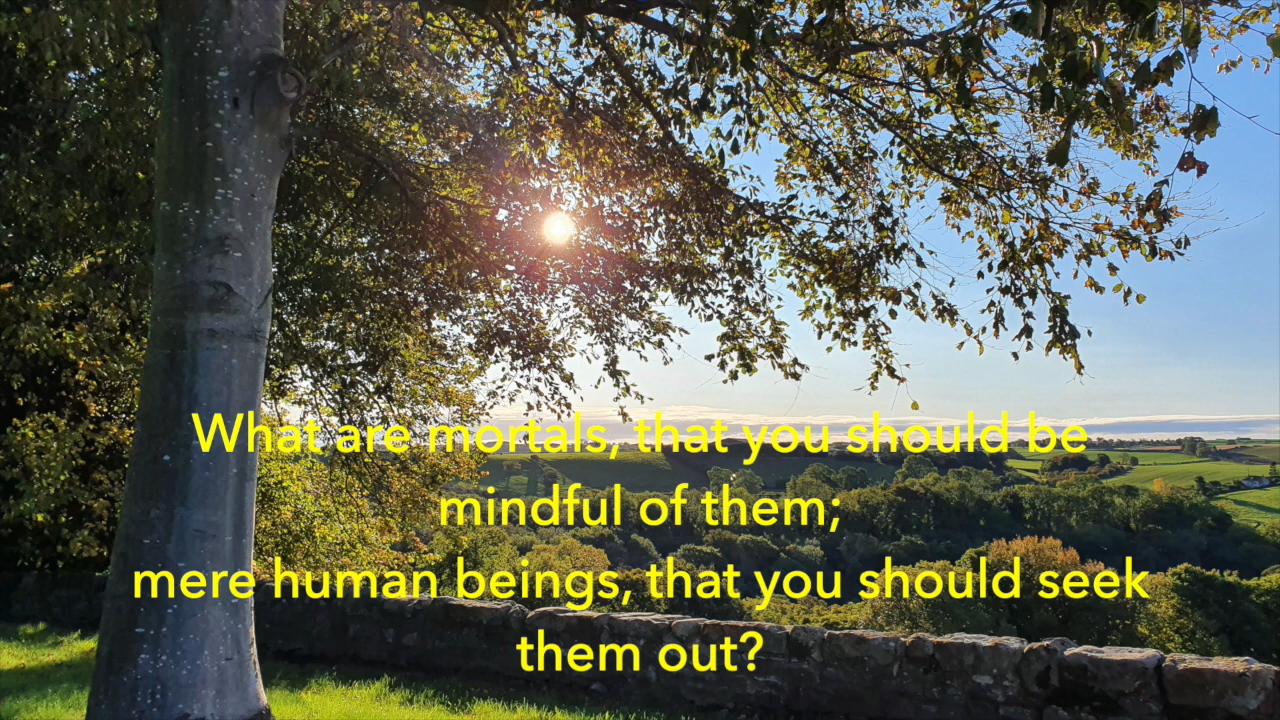 What are mortals, that you should be
mindful of them;
mere human beings, that you should seek
them out?